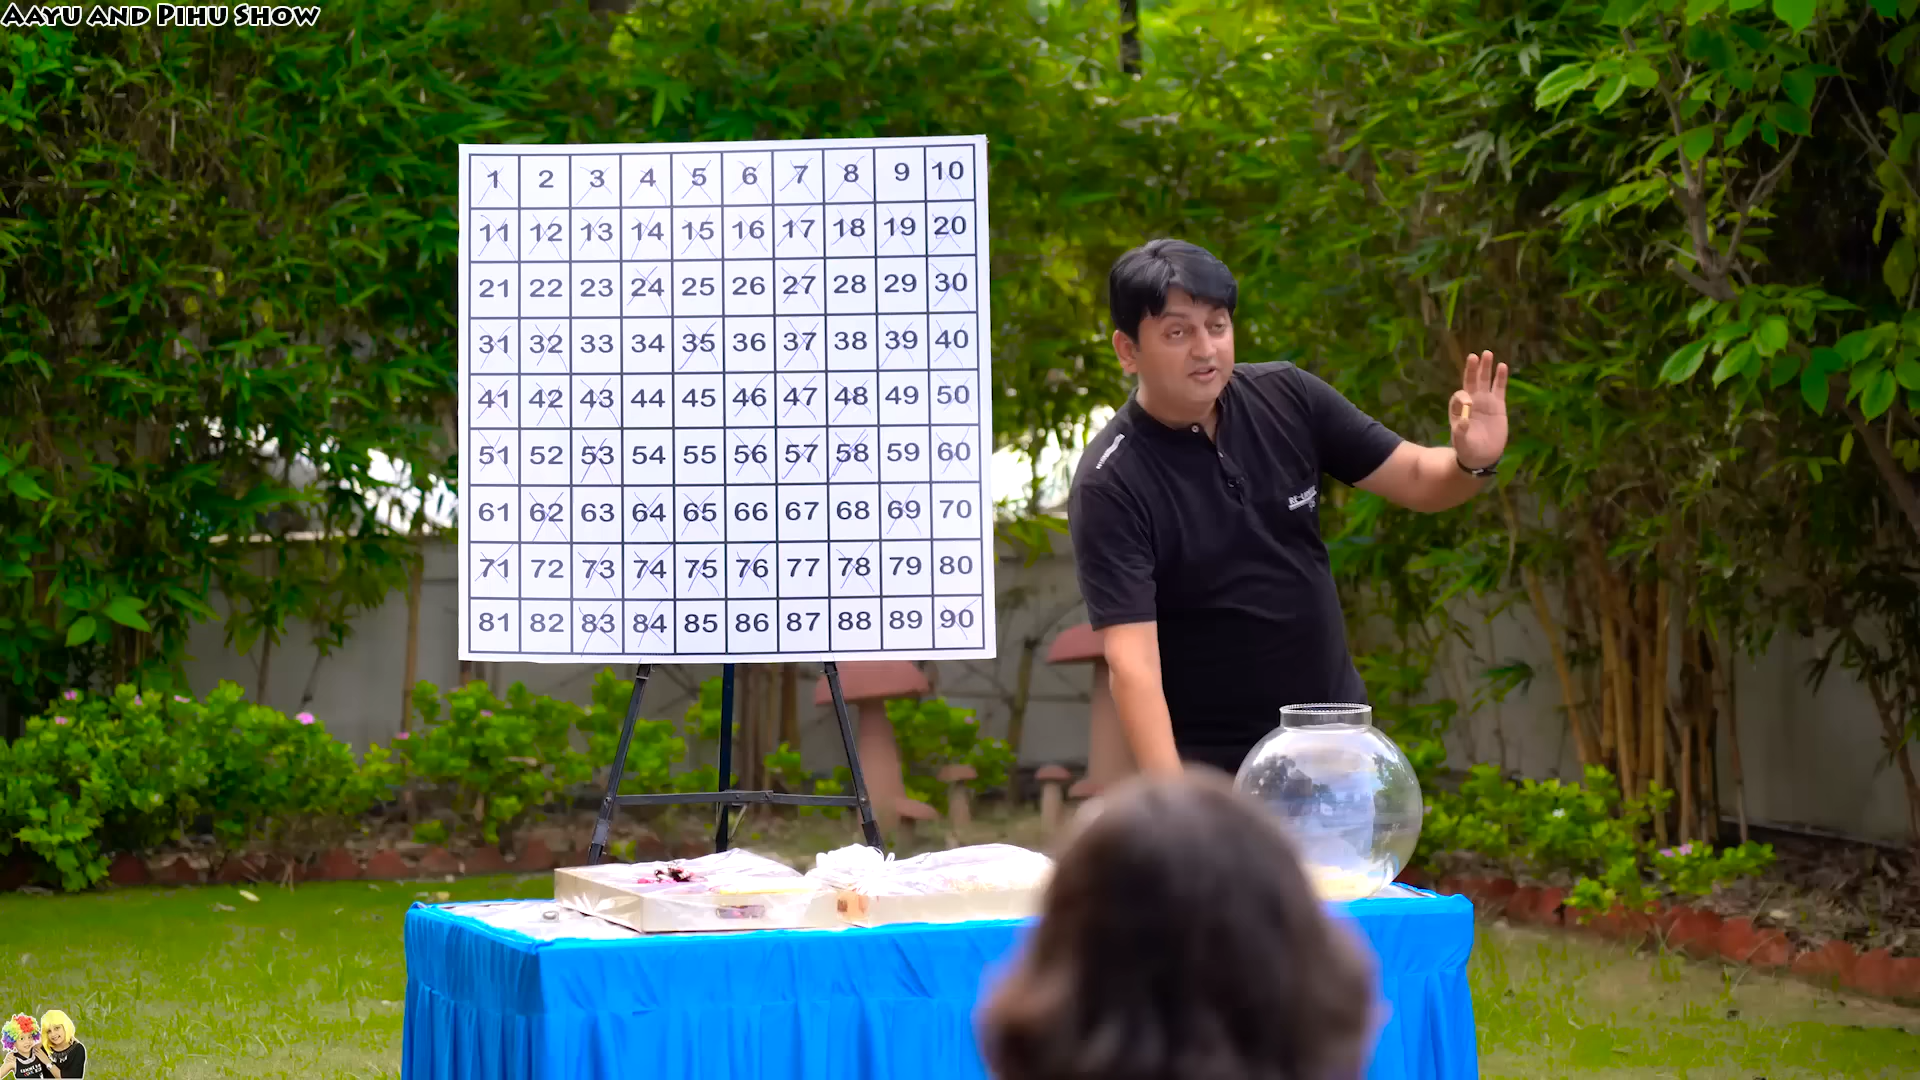 AAYU AND PIHU SHOW
1 2 3 4 5 6 7 8 9 10
11 12 13 14 15 16 17 18 19 20
21 22 23 24 25 26 27 28 29 30
31 32 33 34 35 36 37 38 39 40
41 42 43 44 45 46 47 48 49 50
51 52 53 54 55 56 57 58 59 60
61 62 63 64 65 66 67 68 69 70
71 72 73 74 75 76 77 78 79 80
81 82 83 84 85 86 87 88 89 90